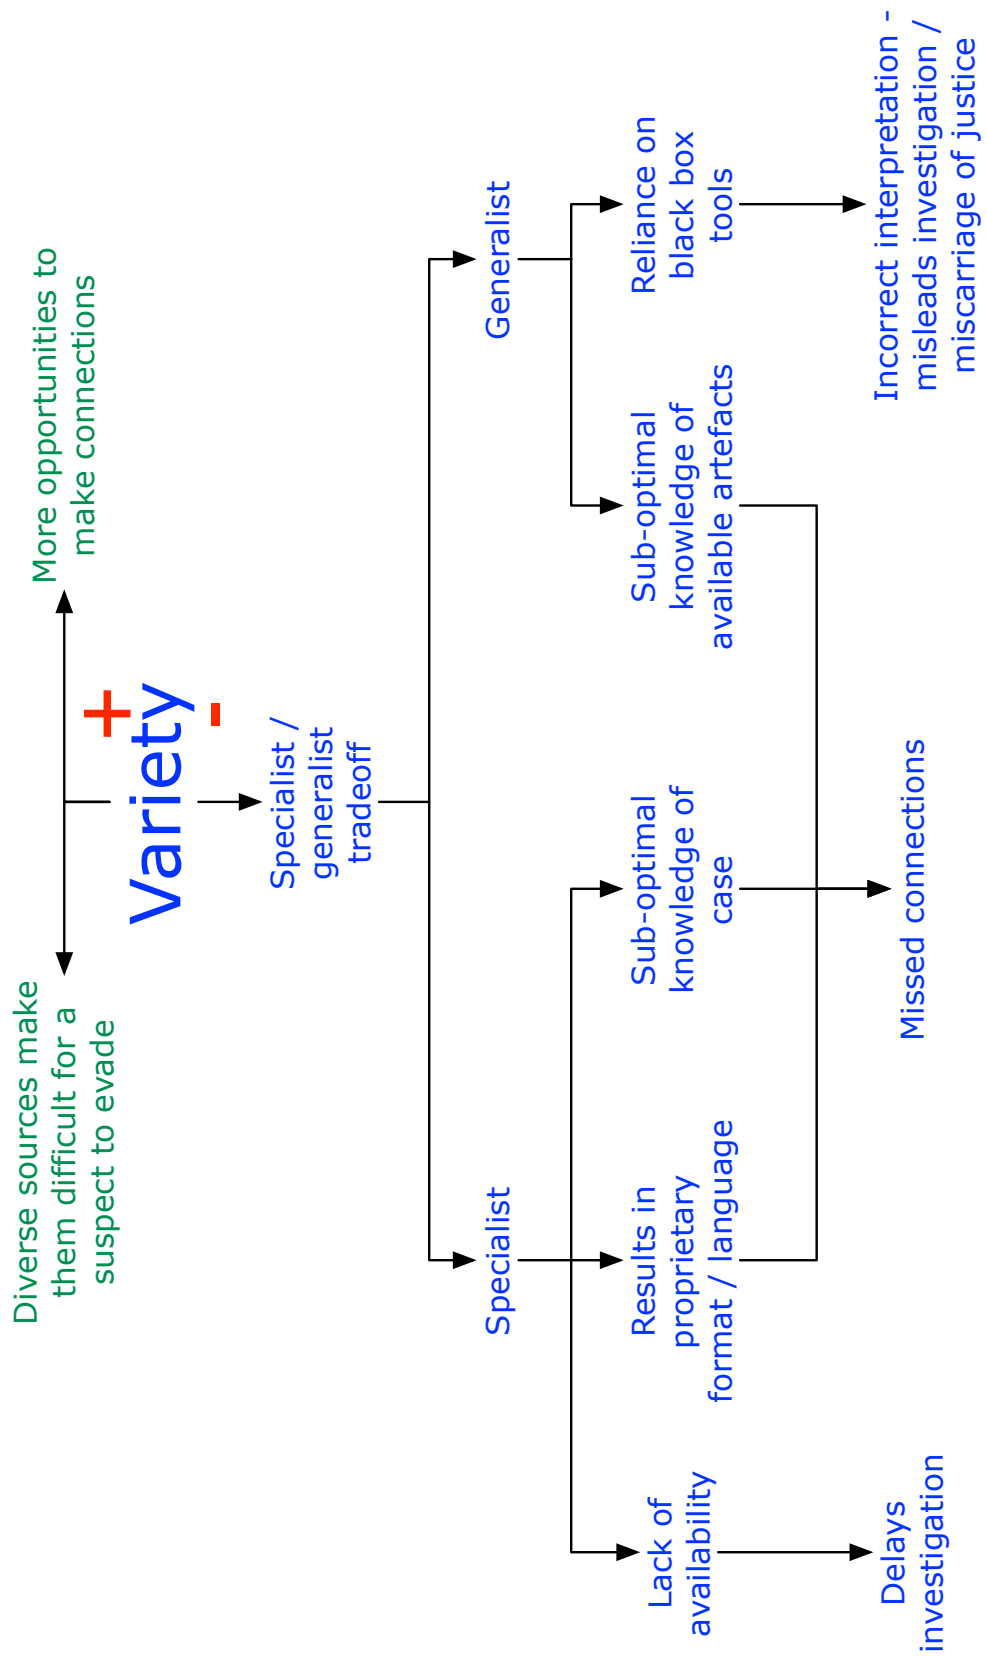 Diverse sources make
them difficult for a
suspect to evade
More opportunities to
make connections
+
Variety
-
Specialist /
generalist
tradeoff
Specialist
Generalist
Lack of
availability
Results in
proprietary
format / language
Sub-optimal
knowledge of
case
Sub-optimal
knowledge of
available artefacts
Reliance on
black box
tools
Delays
investigation
Missed connections
Incorrect interpretation -
misleads investigation /
miscarriage of justice